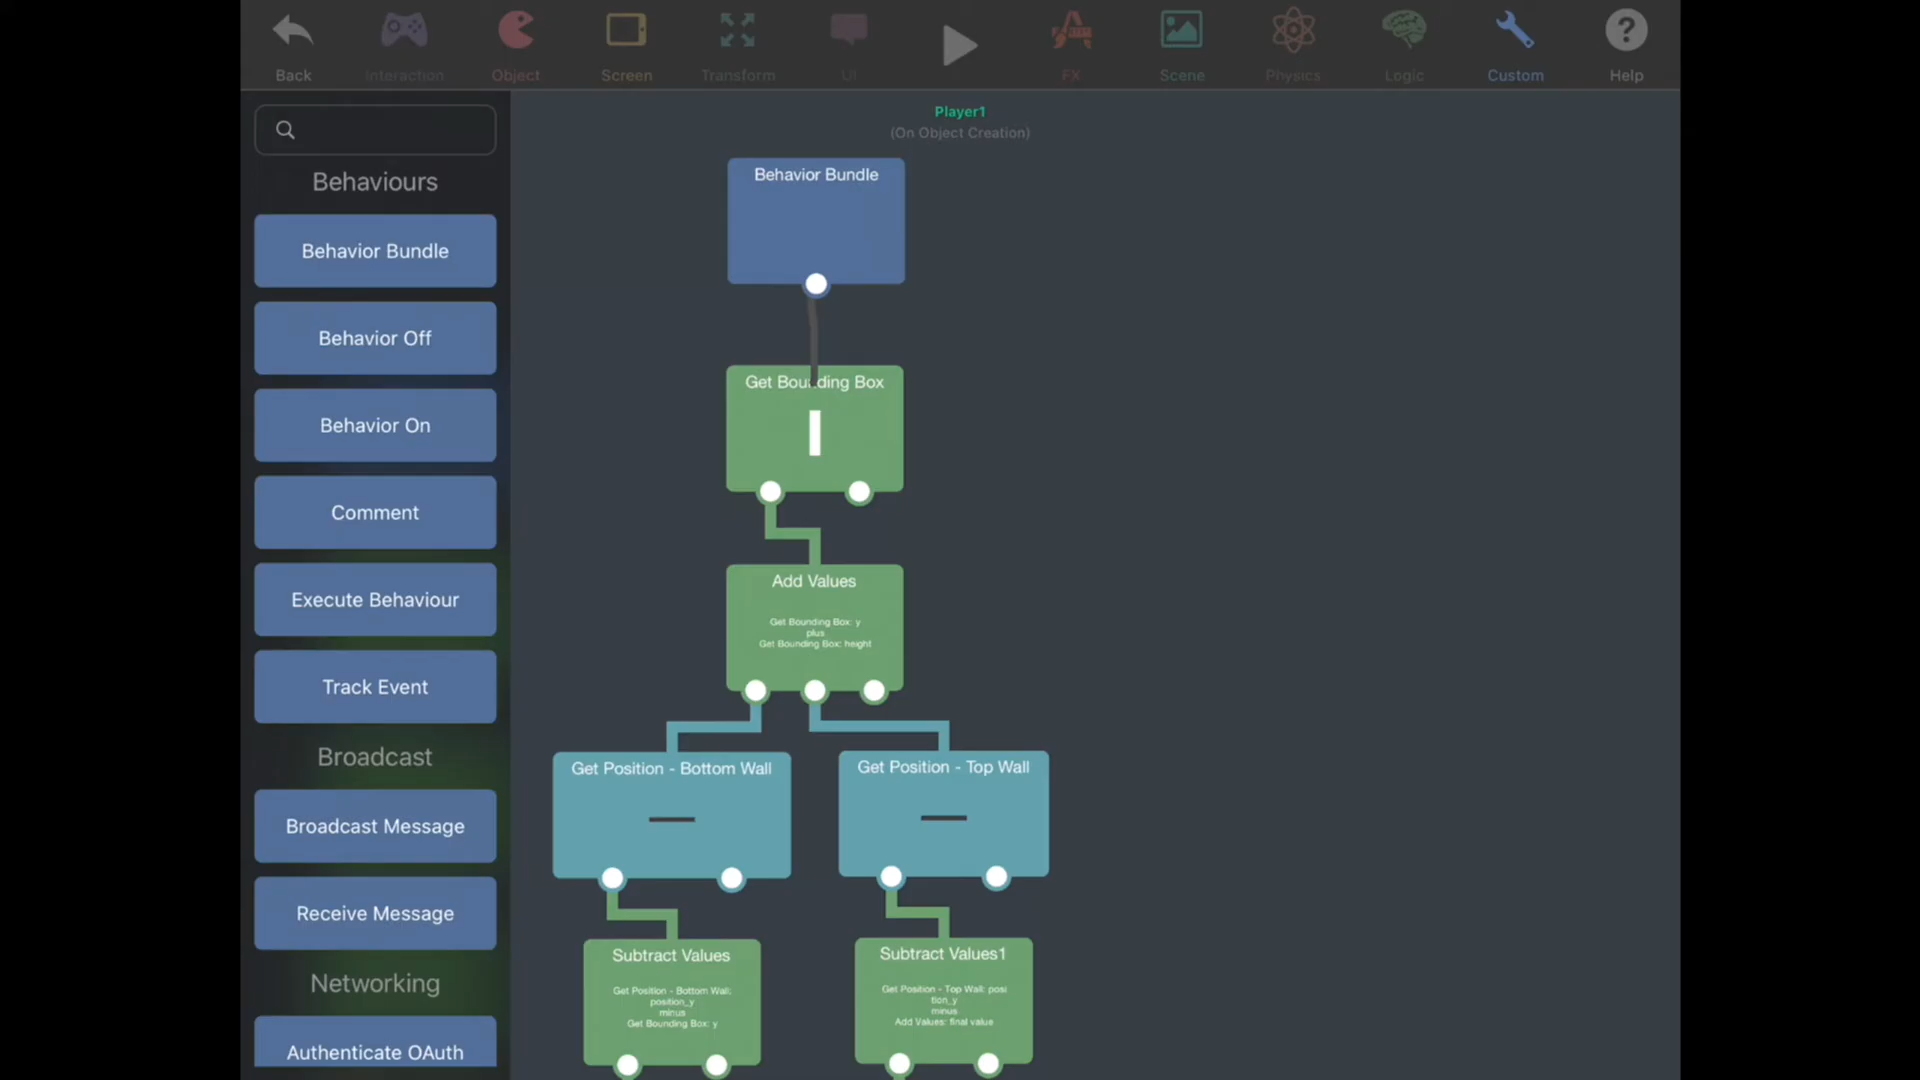 Back
Interaction
Object
Screen
Transform
UI
FX
Scene
Physics
Logic
Custom
Help
Player1
(On Object Creation)
Behaviours
Behavior Bundle
Behavior Off
Behavior On
Comment
Execute Behaviour
Track Event
Broadcast
Broadcast Message
Receive Message
Networking
Authenticate OAuth
Behavior Bundle
Get Bounding Box
Add Values
Get Bounding Box: y
plus
Get Bounding Box: height
Get Position - Bottom Wall
Get Position - Top Wall
Subtract Values
Get Position - Bottom Wall:
position_y
minus
Get Bounding Box: y
Subtract Values1
Get Position - Top Wall: posi
tion_y
minus
Add Values: final value